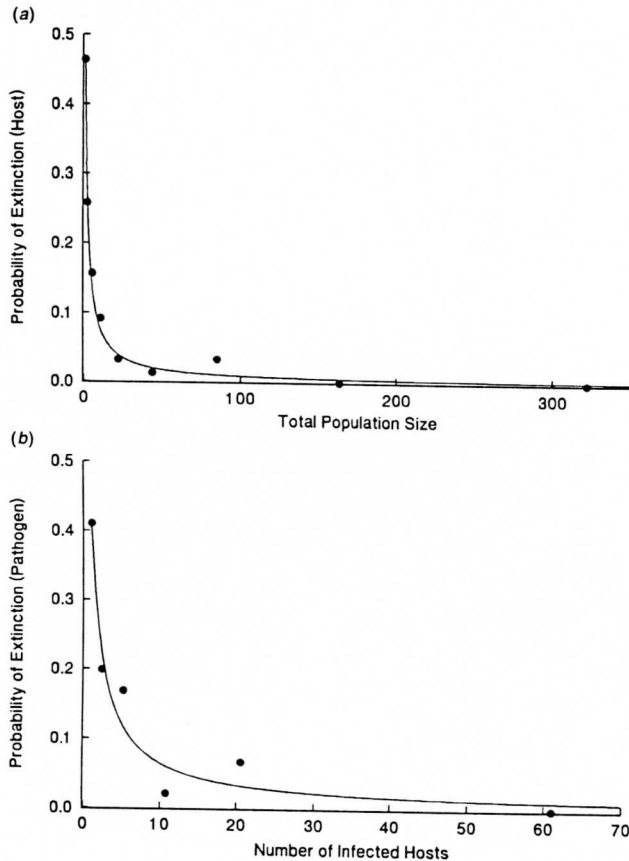 (a)
0.5
0.4
0.3
0.2
0.1
0.0
Probability of Extinction (Host)
0 100 200 300
Total Population Size
(b)
0.5
0.4
0.3
0.2
0.1
0.0
Probability of Extinction (Pathogen)
0 10 20 30 40 50 60 70
Number of Infected Hosts